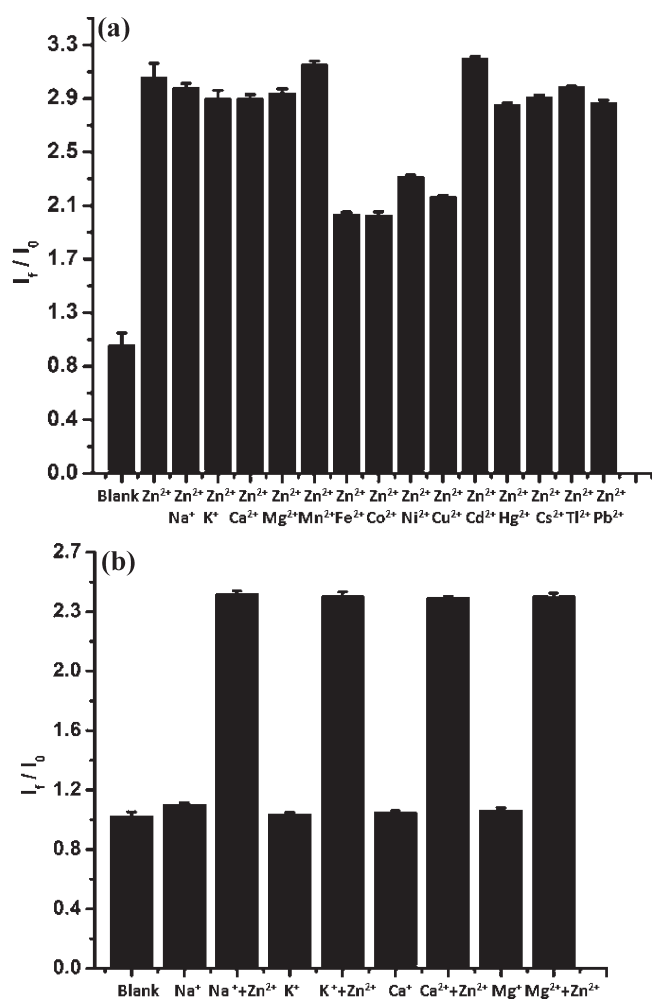 (a)
3.3
2.9
2.5
2.1
1.7
1.3
0.8
0.4
0.0
I_f / I_0
Blank Zn²⁺ Zn²⁺ Zn²⁺ Zn²⁺ Zn²⁺ Zn²⁺ Zn²⁺ Zn²⁺ Zn²⁺ Zn²⁺ Zn²⁺ Zn²⁺ Zn²⁺ Zn²⁺ Zn²⁺
Na⁺ K⁺ Ca²⁺ Mg²⁺ Mn²⁺ Fe²⁺ Co²⁺ Ni²⁺ Cu²⁺ Cd²⁺ Hg²⁺ Cs²⁺ Tl²⁺ Pb²⁺
(b)
2.7
2.3
2.0
1.6
1.2
0.8
0.4
0.0
I_f / I_0
Blank Na⁺ Na⁺+Zn²⁺ K⁺ K⁺+Zn²⁺ Ca⁺ Ca²⁺+Zn²⁺ Mg⁺ Mg²⁺+Zn²⁺